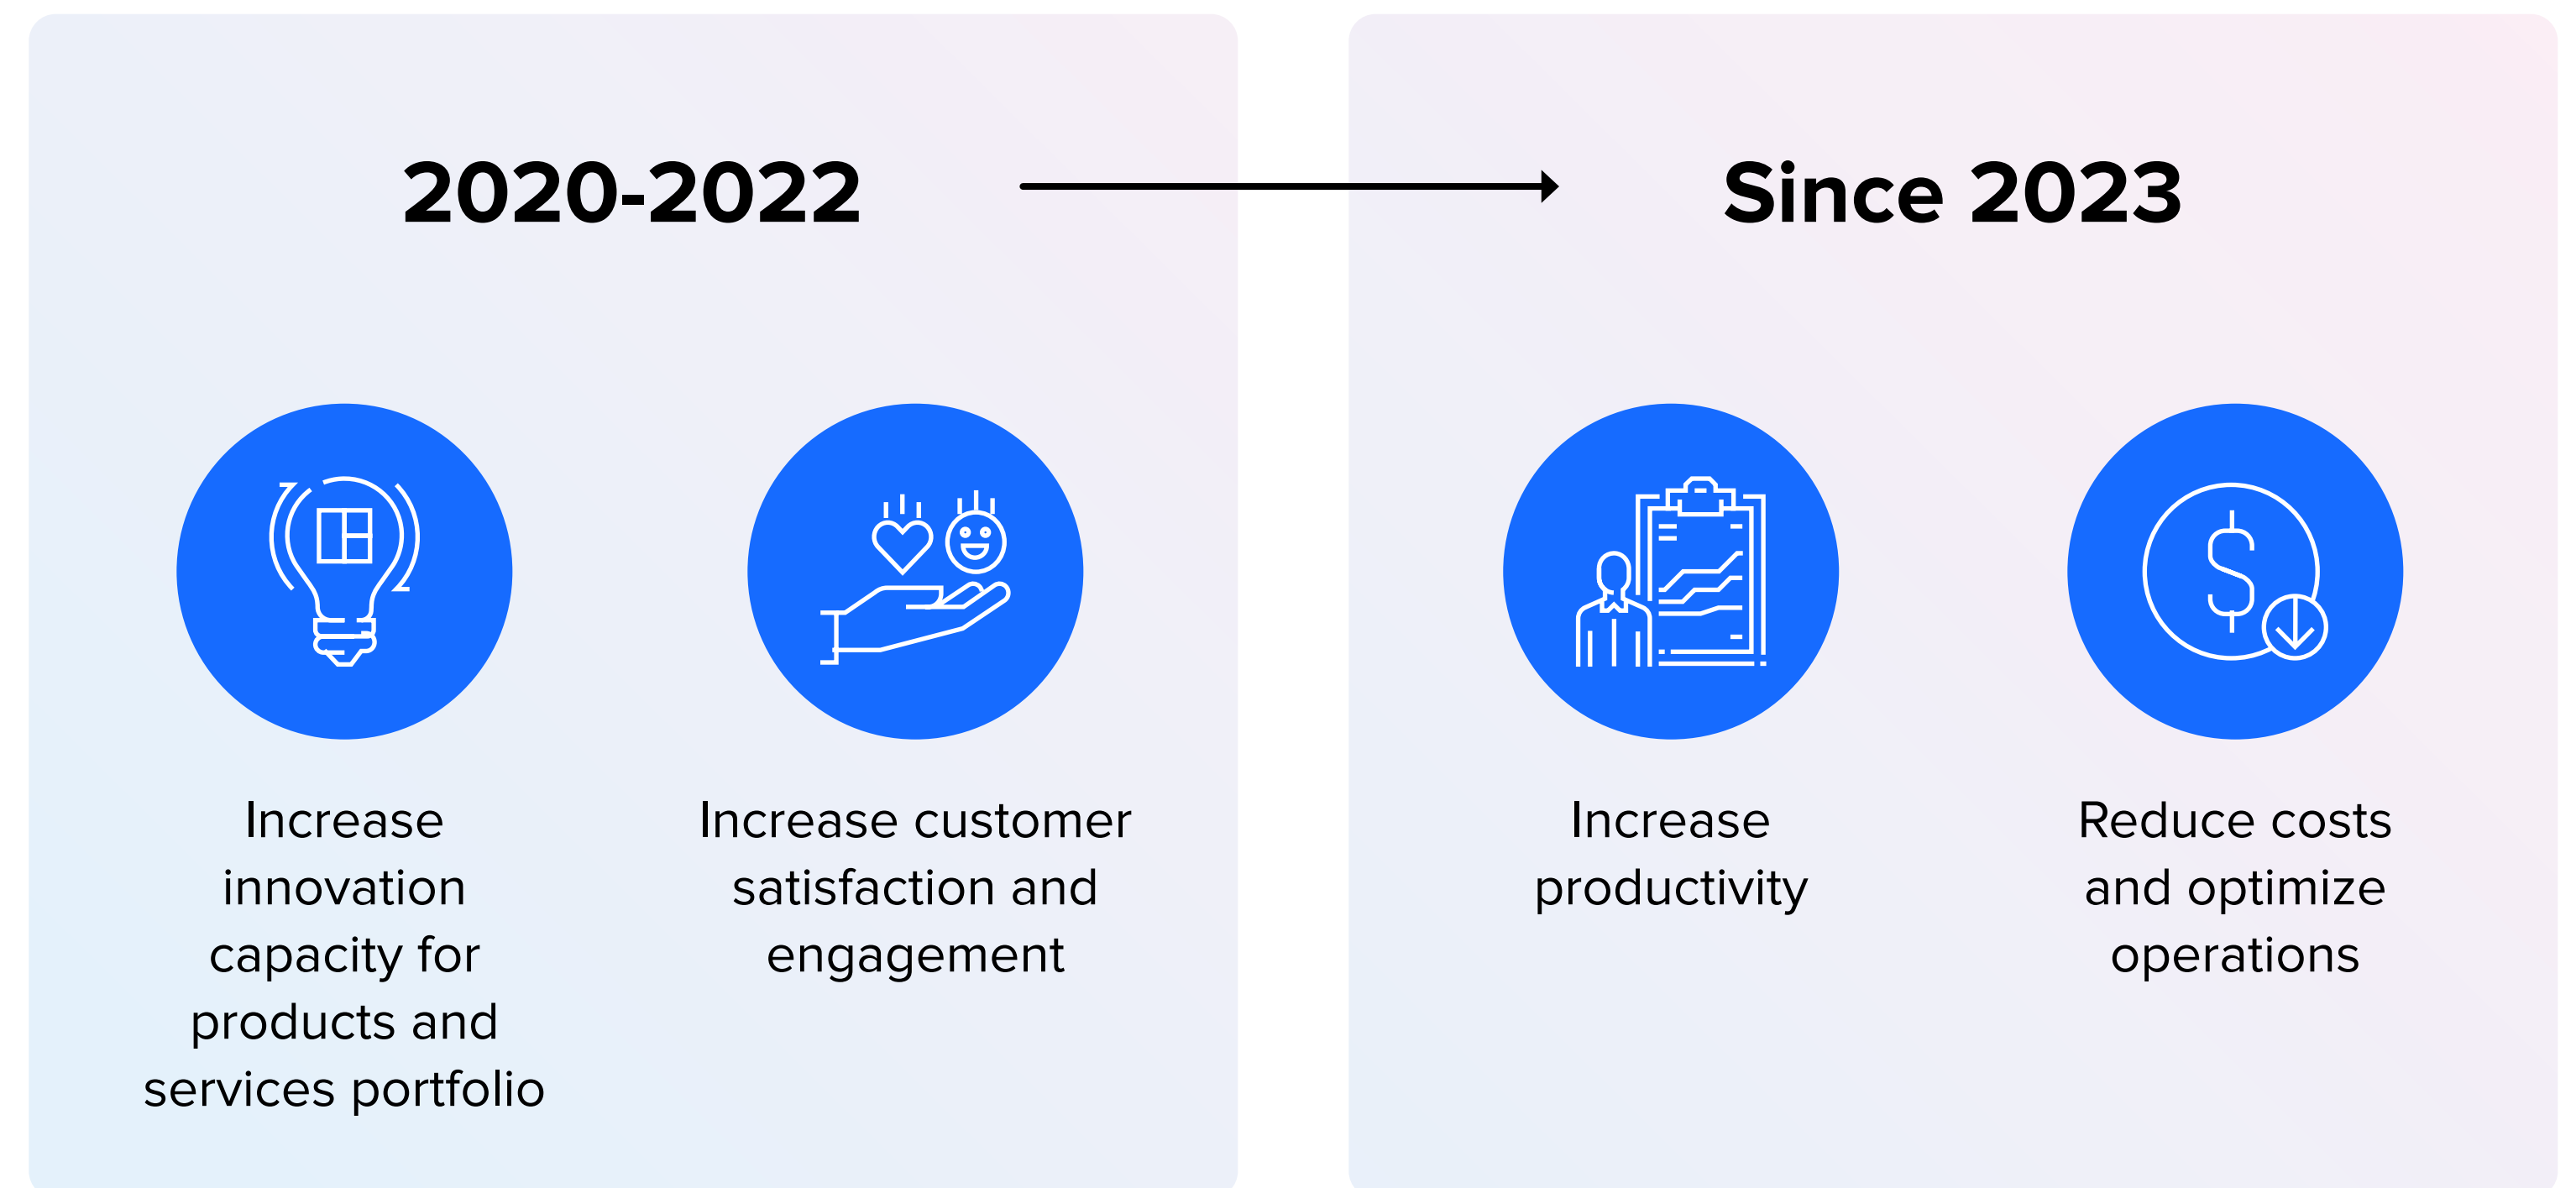 2020-2022
Since 2023
Increase
innovation
capacity for
products and
services portfolio
Increase customer
satisfaction and
engagement
Increase
productivity
Reduce costs
and optimize
operations